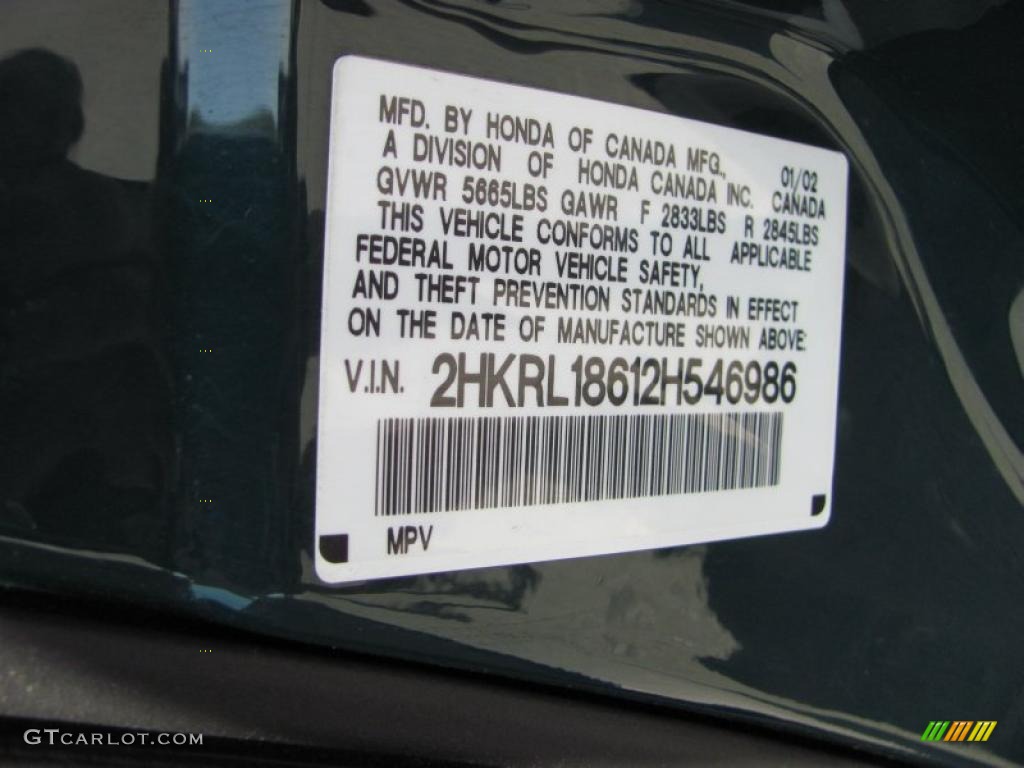 MFD. BY HONDA OF CANADA MFG., 01/02
A DIVISION OF HONDA CANADA INC. CANADA
GVWR 5665LBS GAWR F 2833LBS R 2845LBS
THIS VEHICLE CONFORMS TO ALL APPLICABLE
FEDERAL MOTOR VEHICLE SAFETY,
AND THEFT PREVENTION STANDARDS IN EFFECT
ON THE DATE OF MANUFACTURE SHOWN ABOVE:
V.I.N. 2HKRL18612H546986
MPV
GTCARLOT.COM